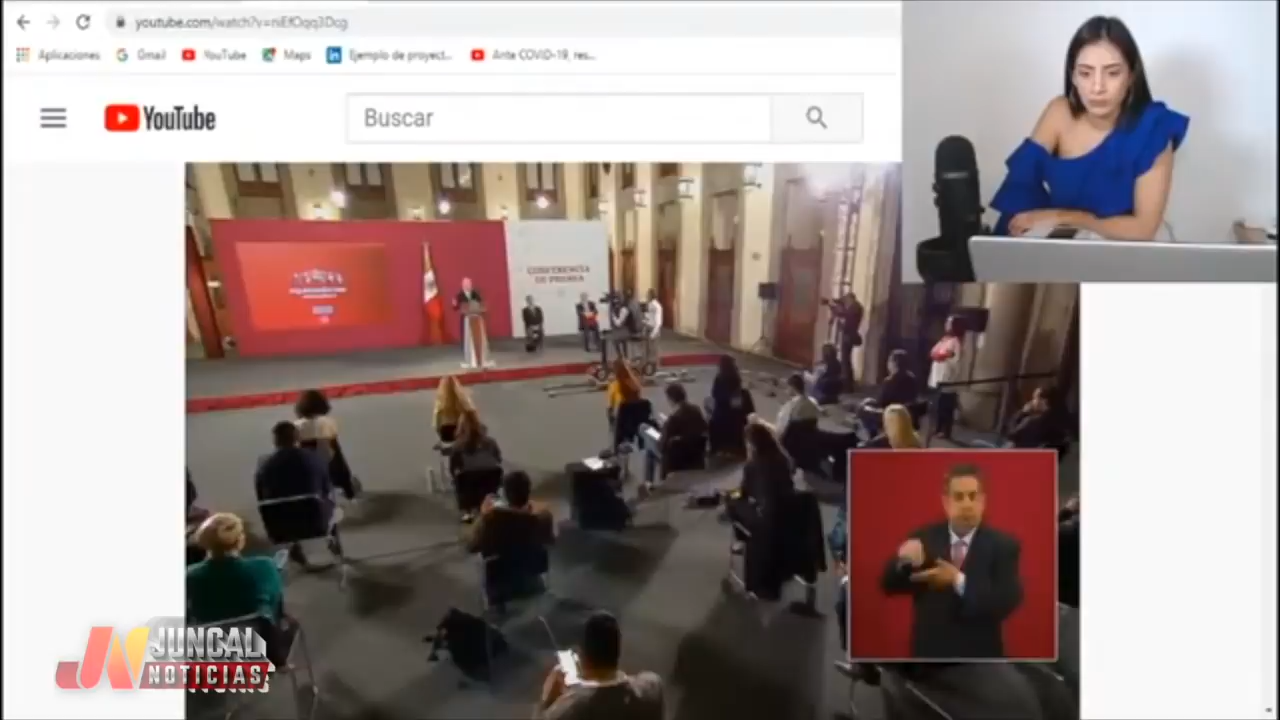 youtube.com/watch?v=niEfOqq3Dcg
Aplicaciones Gmail YouTube Maps Ejemplo de proyect... Ante COVID-19, res...
YouTube Buscar
CONFERENCIA
DE PRENSA
JUNCAL
NOTICIAS